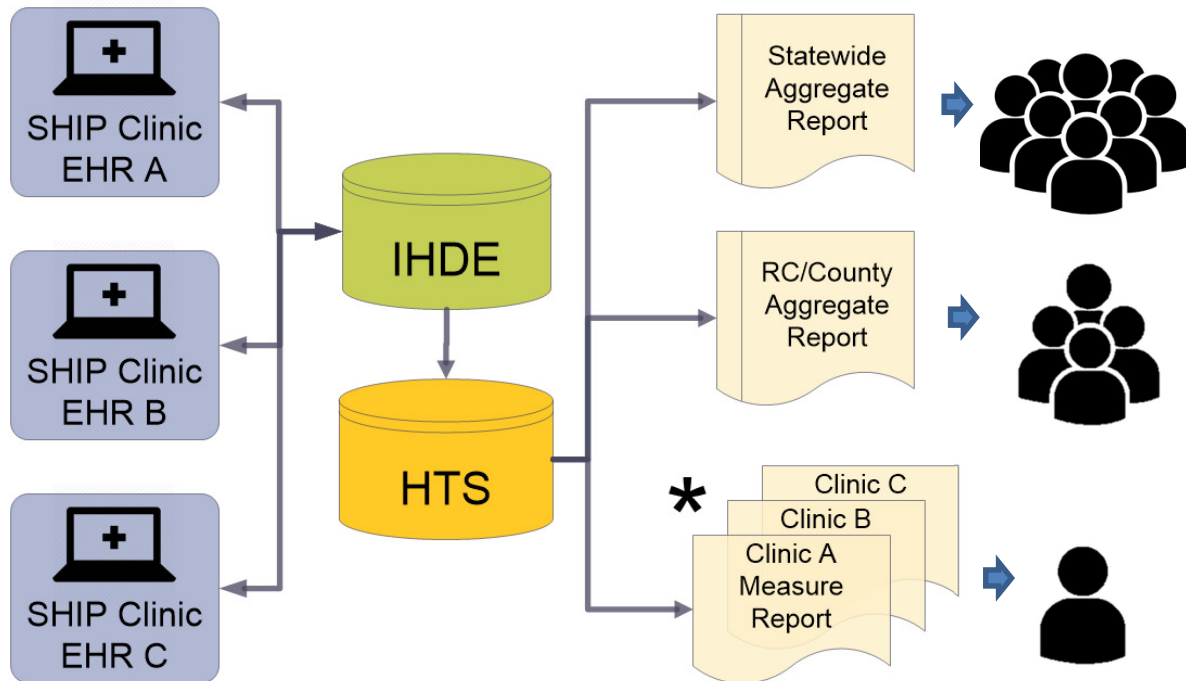 SHIP Clinic
EHR A
SHIP Clinic
EHR B
SHIP Clinic
EHR C
IHDE
HTS
Statewide
Aggregate
Report
RC/County
Aggregate
Report
*
Clinic C
Clinic B
Clinic A
Measure
Report